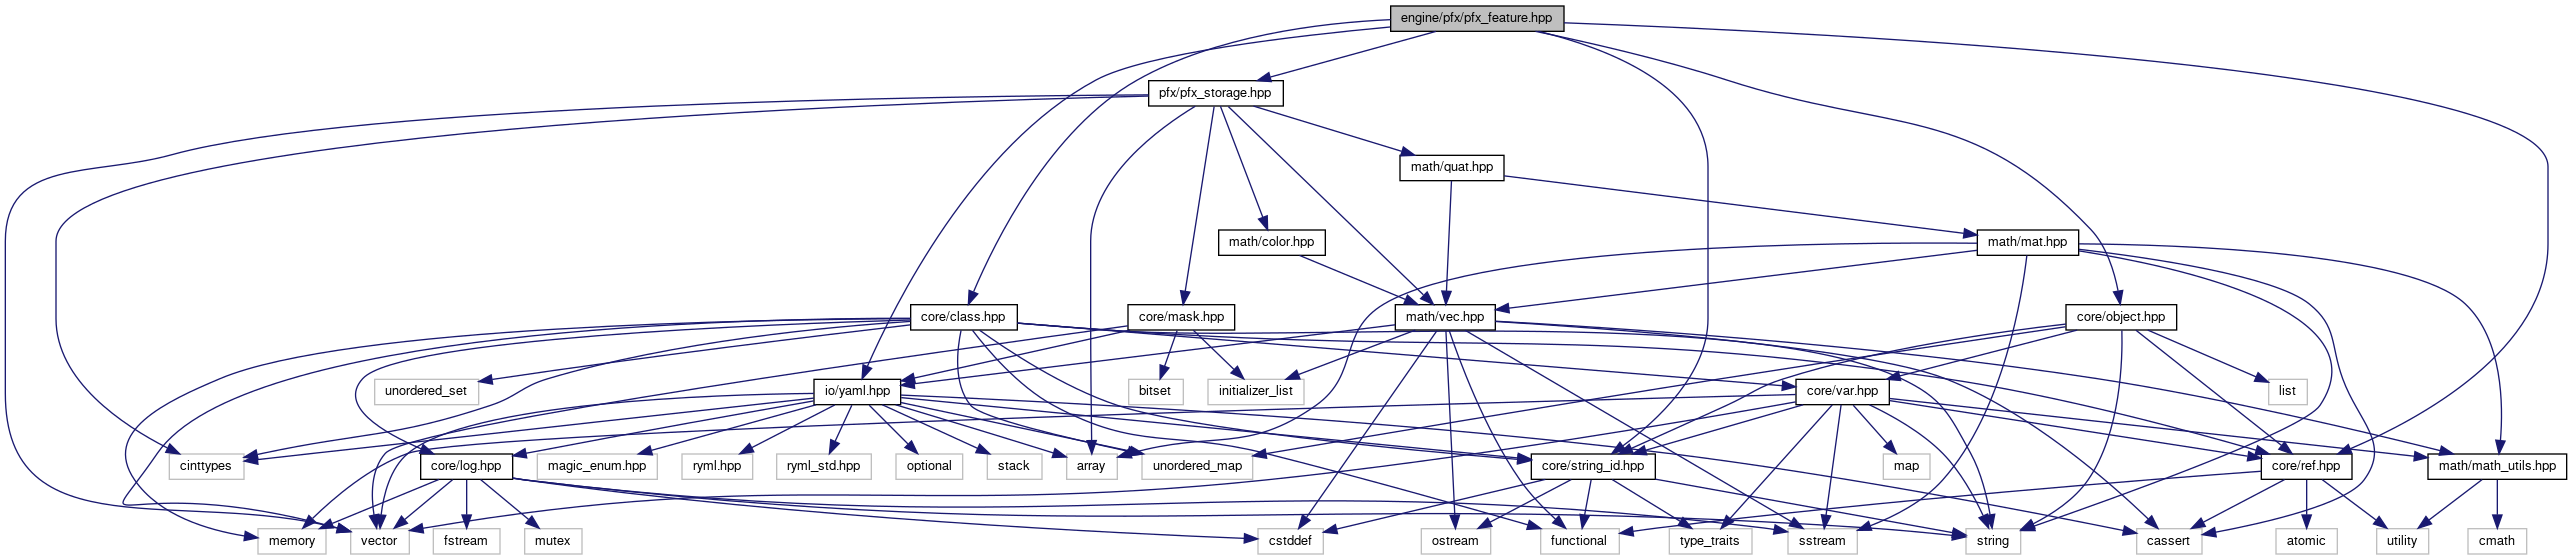 engine/pfx/pfx_feature.hpp
pfx/pfx_storage.hpp
math/quat.hpp
math/color.hpp
math/mat.hpp
core/class.hpp
core/mask.hpp
math/vec.hpp
core/object.hpp
unordered_set
io/yaml.hpp
bitset
initializer_list
core/var.hpp
list
cinttypes
core/log.hpp
magic_enum.hpp
ryml.hpp
ryml_std.hpp
optional
stack
array
unordered_map
core/string_id.hpp
map
core/ref.hpp
math/math_utils.hpp
memory
vector
fstream
mutex
cstddef
ostream
functional
type_traits
sstream
string
cassert
atomic
utility
cmath